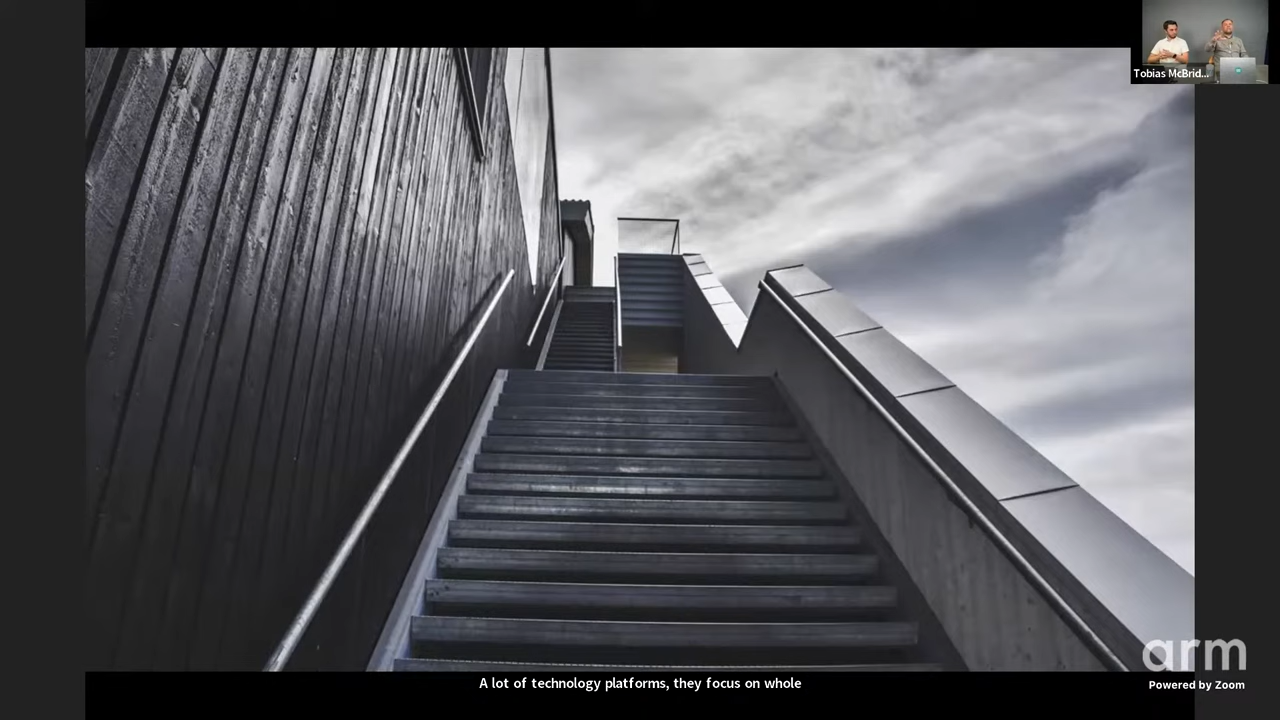 Tobias McBrid...
arm
Powered by Zoom
A lot of technology platforms, they focus on whole